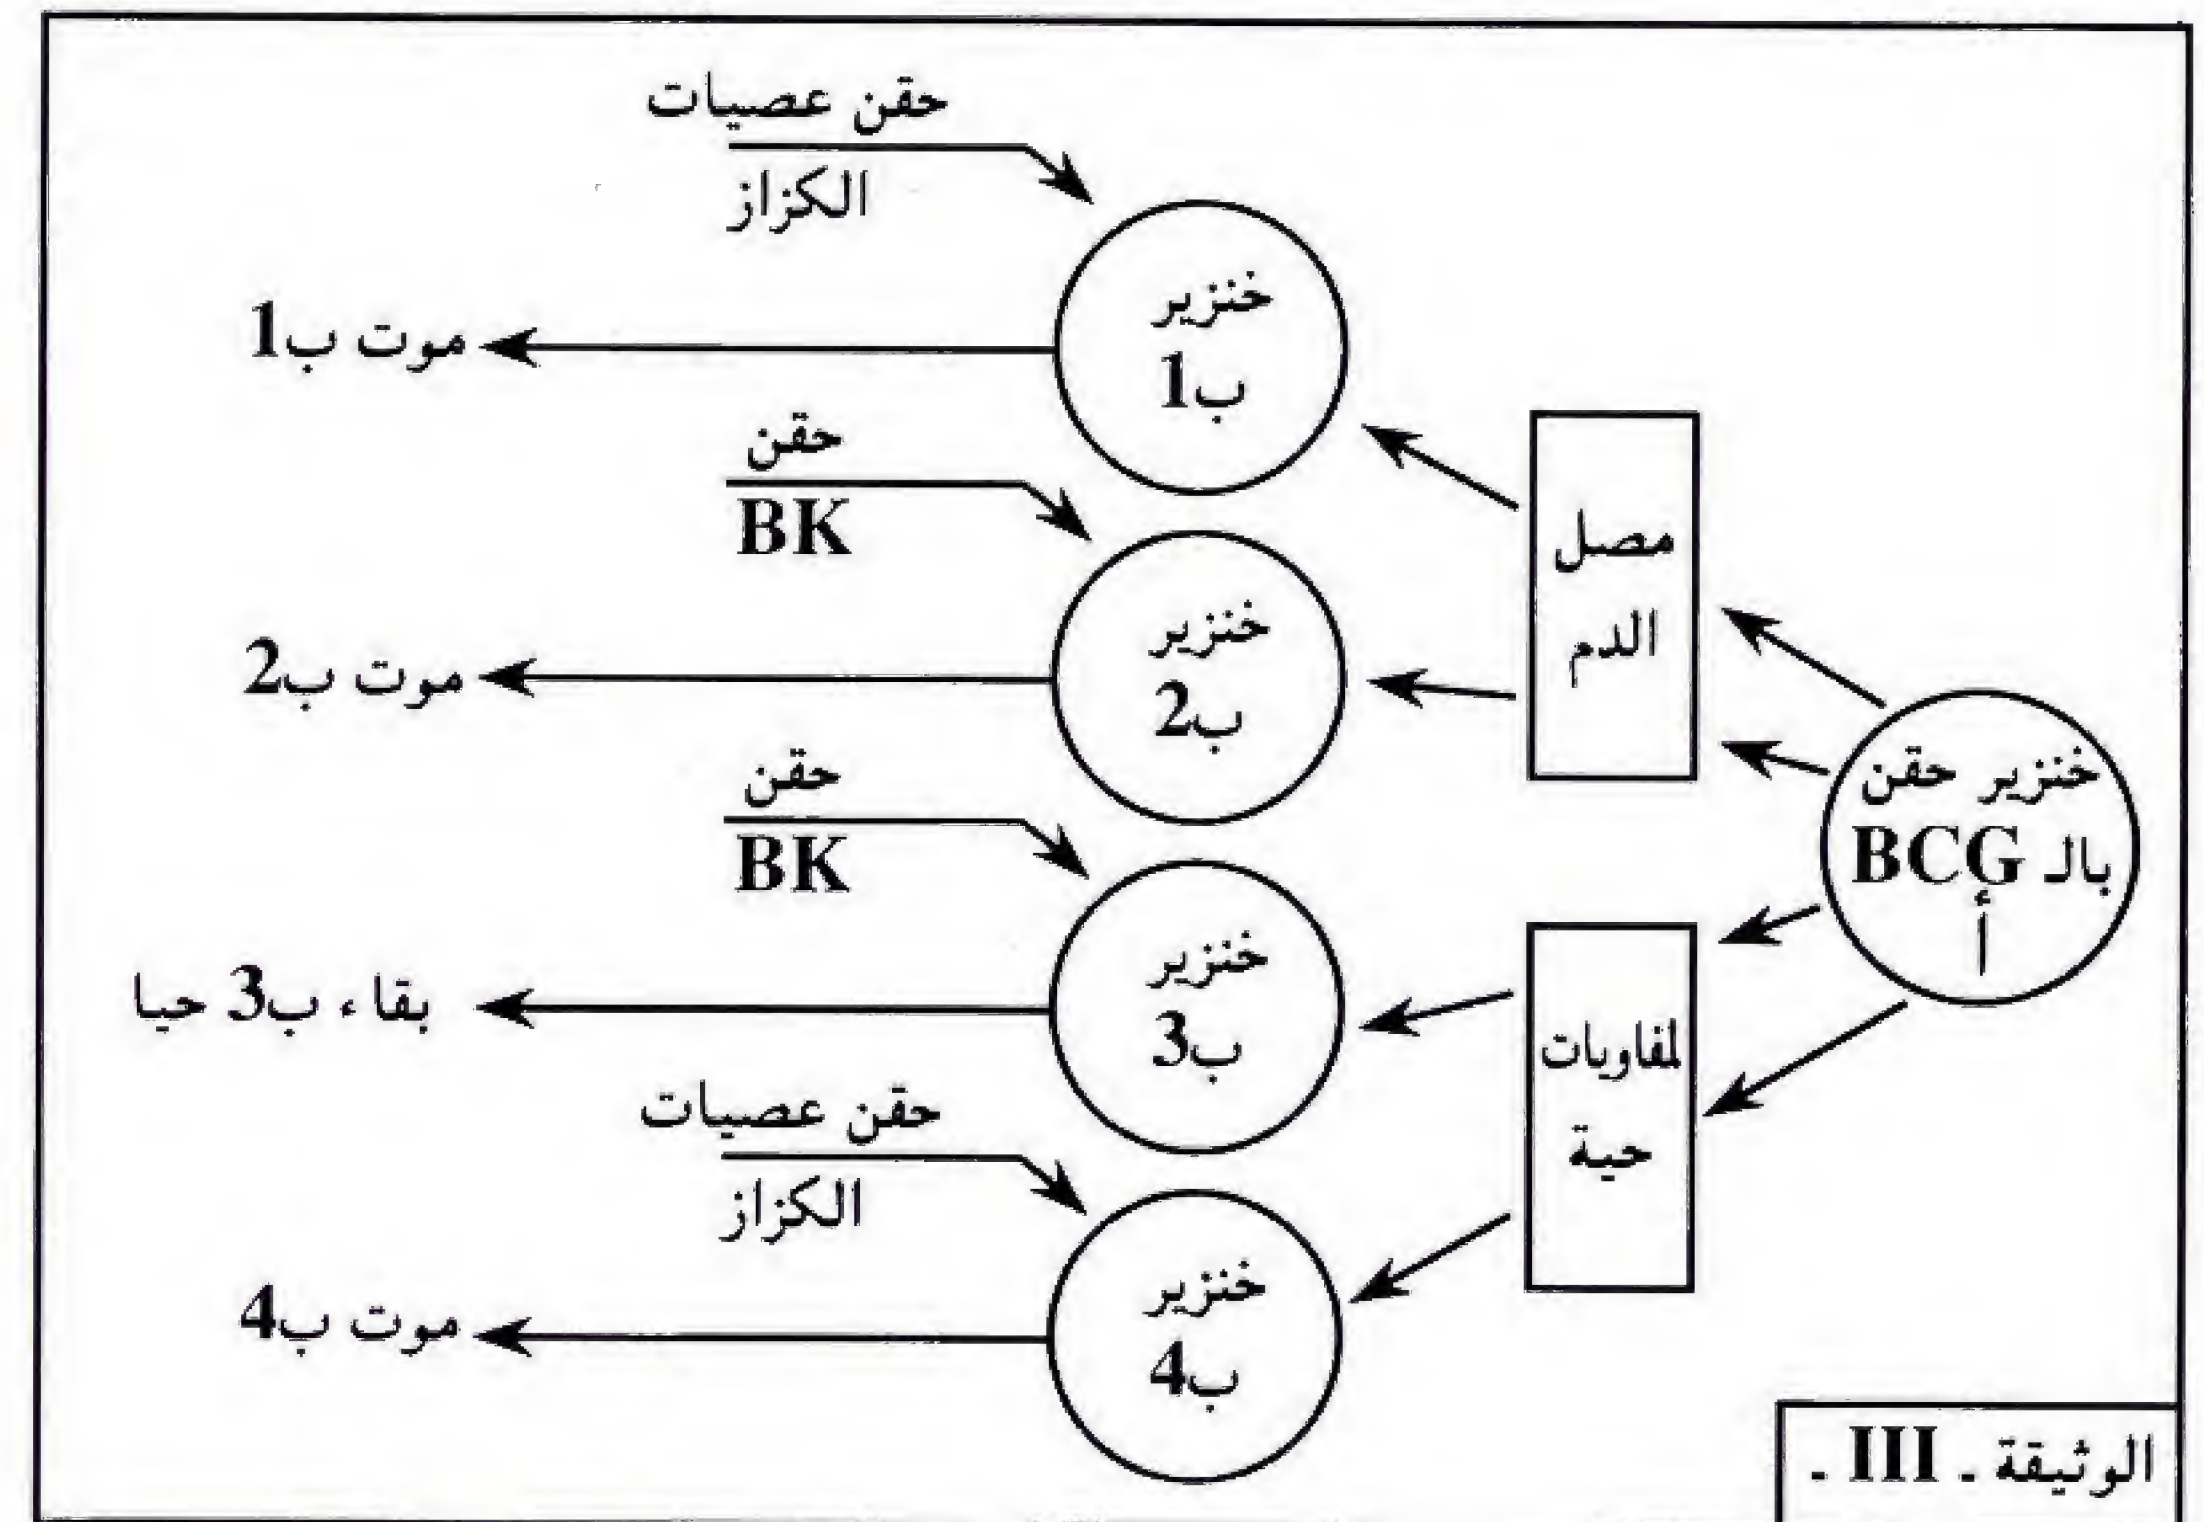 حقن عصيات
الكزاز
خنزير
ب1
موت ب1
حقن
BK
مصل
الدم
خنزير
ب2
موت ب2
خنزير حقن
بالـ BCG
أ
حقن
BK
خنزير
ب3
بقاء ب3 حيا
لمفاويات
حية
حقن عصيات
الكزاز
خنزير
ب4
موت ب4
الوثيقة - III -